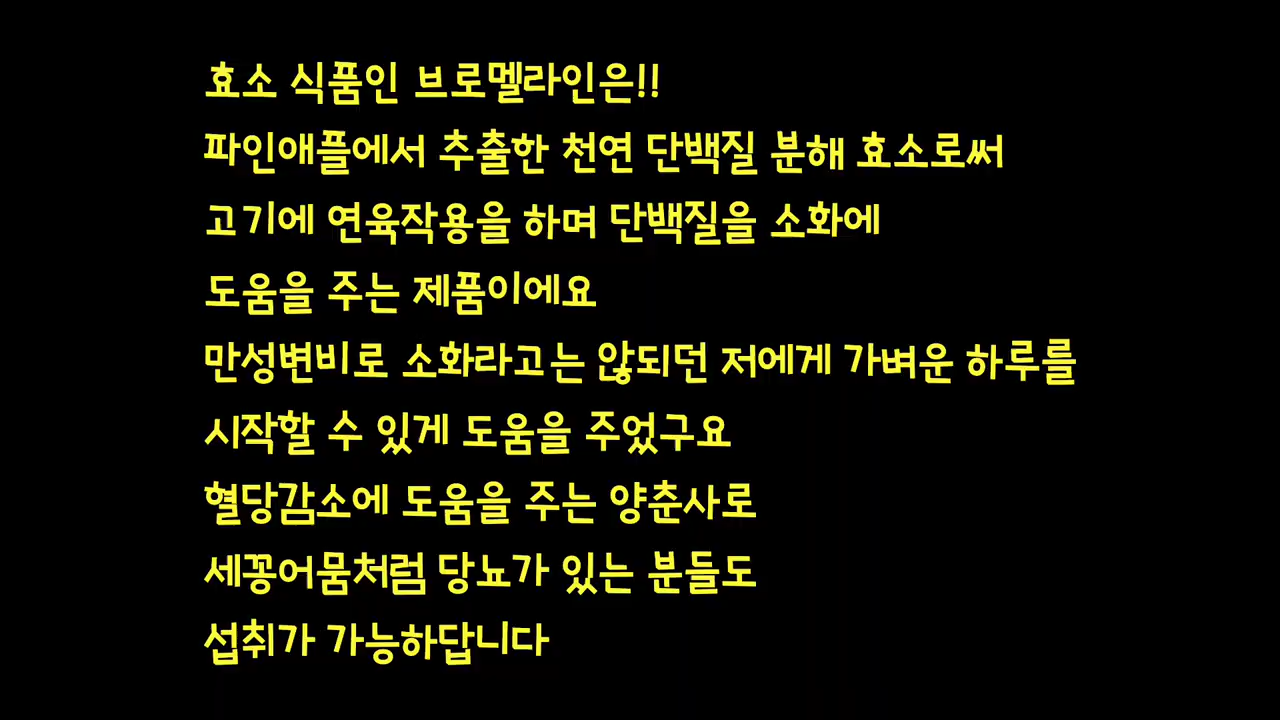 효소 식품인 브로멜라인은!!
파인애플에서 추출한 천연 단백질 분해 효소로써
고기에 연육작용을 하며 단백질을 소화에
도움을 주는 제품이에요
만성변비로 소화라고는 않되던 저에게 가벼운 하루를
시작할 수 있게 도움을 주었구요
혈당감소에 도움을 주는 양춘사로
세꽁어뭄처럼 당뇨가 있는 분들도
섭취가 가능하답니다